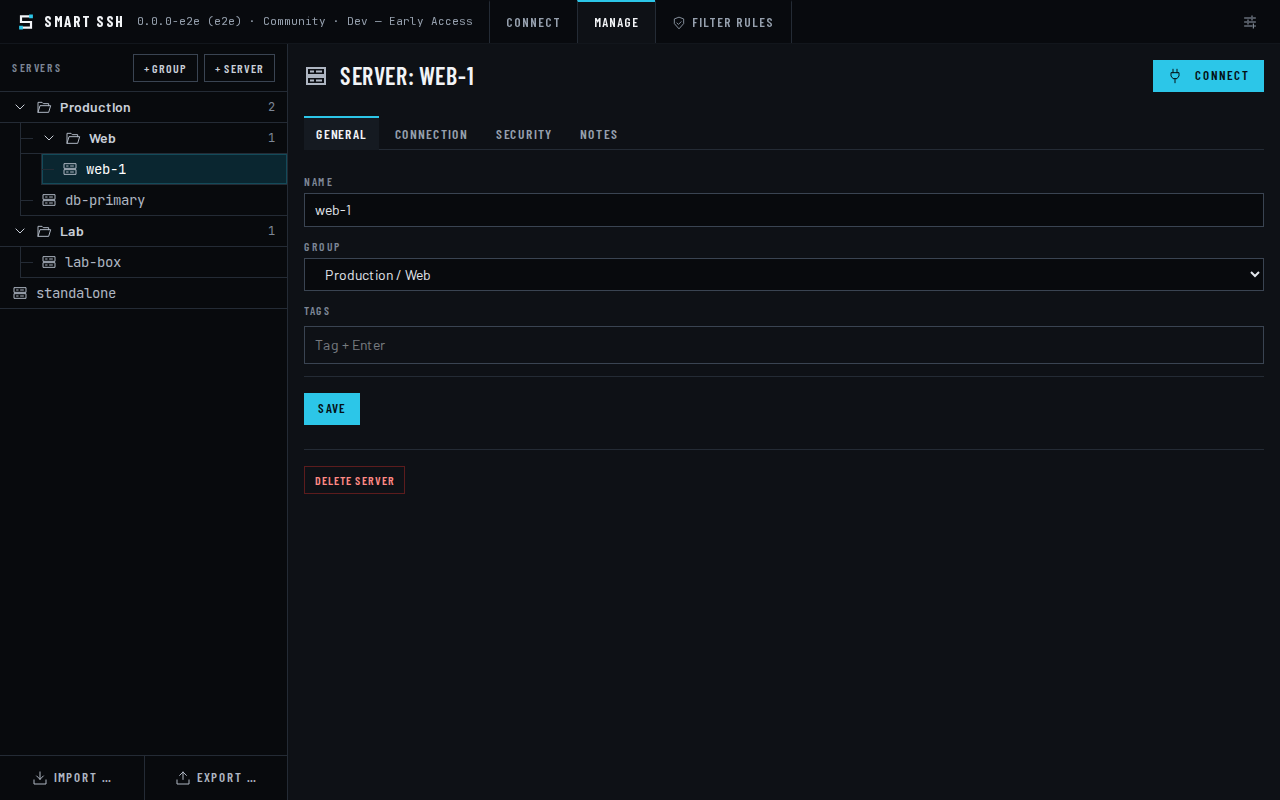 SMART SSH 0.0.0-e2e (e2e) · Community · Dev — Early Access CONNECT MANAGE FILTER RULES
SERVERS + GROUP + SERVER
Production 2
Web 1
web-1
db-primary
Lab 1
lab-box
standalone
IMPORT ... EXPORT ...
SERVER: WEB-1 CONNECT
GENERAL CONNECTION SECURITY NOTES
NAME
web-1
GROUP
Production / Web
TAGS
Tag + Enter
SAVE
DELETE SERVER